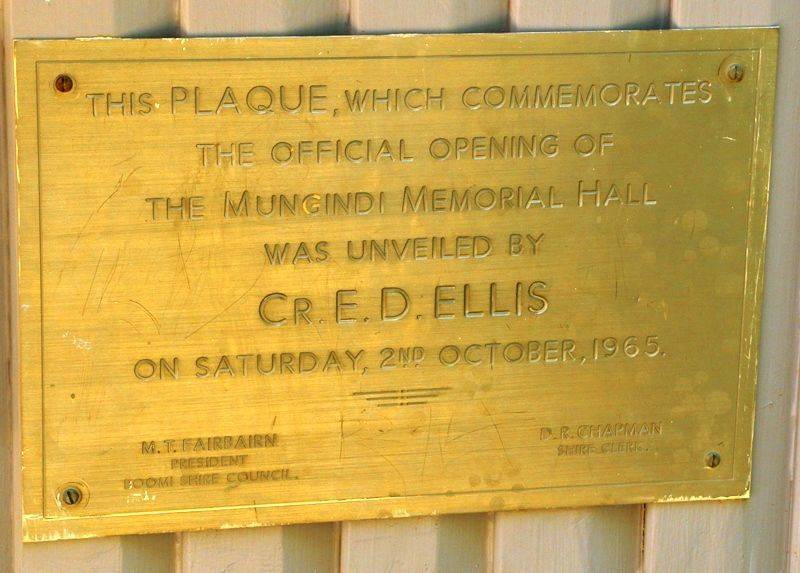 THIS PLAQUE, WHICH COMMEMORATES
THE OFFICIAL OPENING OF
THE MUNGINDI MEMORIAL HALL
WAS UNVEILED BY
CR. E. D. ELLIS
ON SATURDAY, 2ND OCTOBER, 1965.
M. T. FAIRBAIRN
PRESIDENT
BOOMI SHIRE COUNCIL.
D. R. CHAPMAN
SHIRE CLERK.